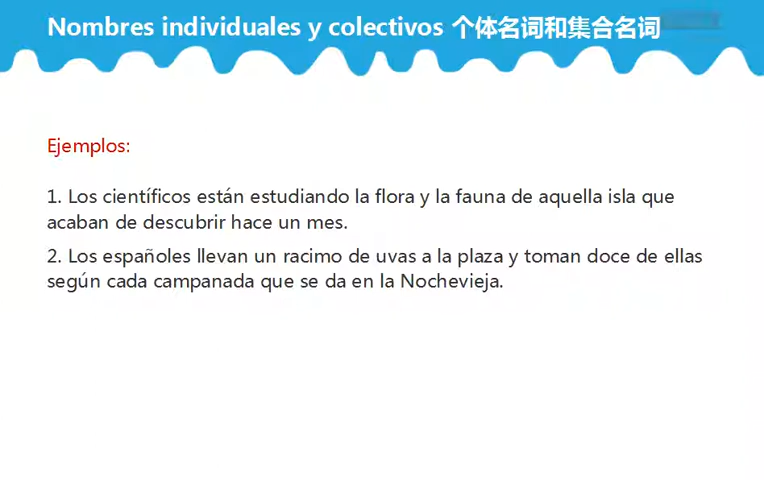 Nombres individuales y colectivos 个体名词和集合名词
Ejemplos:
1. Los científicos están estudiando la flora y la fauna de aquella isla que
acaban de descubrir hace un mes.
2. Los españoles llevan un racimo de uvas a la plaza y toman doce de ellas
según cada campanada que se da en la Nochevieja.